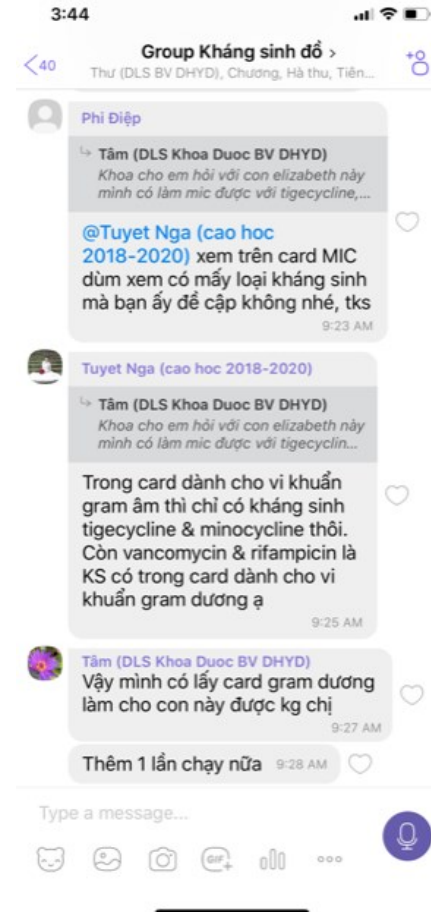 3:44
40
Group Kháng sinh đồ >
Thư (DLS BV DHYD), Chương, Hà thu, Tiên...
Phi Điệp
Tâm (DLS Khoa Duoc BV DHYD)
Khoa cho em hỏi với con elizabeth này
mình có làm mic được với tigecycline,...
@Tuyet Nga (cao hoc
2018-2020) xem trên card MIC
dùm xem có mấy loại kháng sinh
mà bạn ấy đề cập không nhé, tks
9:23 AM
Tuyet Nga (cao hoc 2018-2020)
Tâm (DLS Khoa Duoc BV DHYD)
Khoa cho em hỏi với con elizabeth này
mình có làm mic được với tigecyclin...
Trong card dành cho vi khuẩn
gram âm thì chỉ có kháng sinh
tigecycline & minocycline thôi.
Còn vancomycin & rifampicin là
KS có trong card dành cho vi
khuẩn gram dương ạ
9:25 AM
Tâm (DLS Khoa Duoc BV DHYD)
Vậy mình có lấy card gram dương
làm cho con này được kg chị
9:27 AM
Thêm 1 lần chạy nữa 9:28 AM
Type a message...
GIF